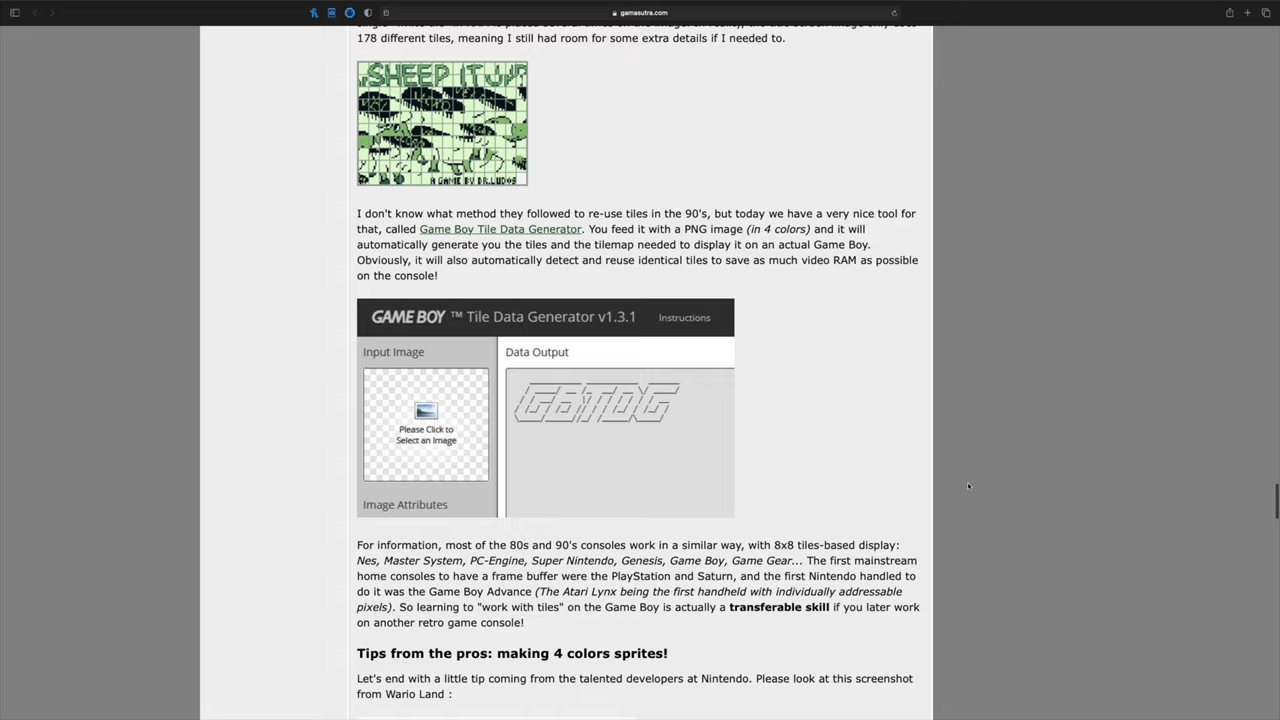 gamasutra.com
178 different tiles, meaning I still had room for some extra details if I needed to.
SHEEP IT UP!
A GAME BY DR.LUDOS
I don't know what method they followed to re-use tiles in the 90's, but today we have a very nice tool for
that, called Game Boy Tile Data Generator. You feed it with a PNG image (in 4 colors) and it will
automatically generate you the tiles and the tilemap needed to display it on an actual Game Boy.
Obviously, it will also automatically detect and reuse identical tiles to save as much video RAM as possible
on the console!
GAME BOY ™ Tile Data Generator v1.3.1 Instructions
Input Image
Data Output
GBTDG
Please Click to
Select an Image
Image Attributes
For information, most of the 80s and 90's consoles work in a similar way, with 8x8 tiles-based display:
Nes, Master System, PC-Engine, Super Nintendo, Genesis, Game Boy, Game Gear... The first mainstream
home consoles to have a frame buffer were the PlayStation and Saturn, and the first Nintendo handled to
do it was the Game Boy Advance (The Atari Lynx being the first handheld with individually addressable
pixels). So learning to "work with tiles" on the Game Boy is actually a transferable skill if you later work
on another retro game console!
Tips from the pros: making 4 colors sprites!
Let's end with a little tip coming from the talented developers at Nintendo. Please look at this screenshot
from Wario Land :